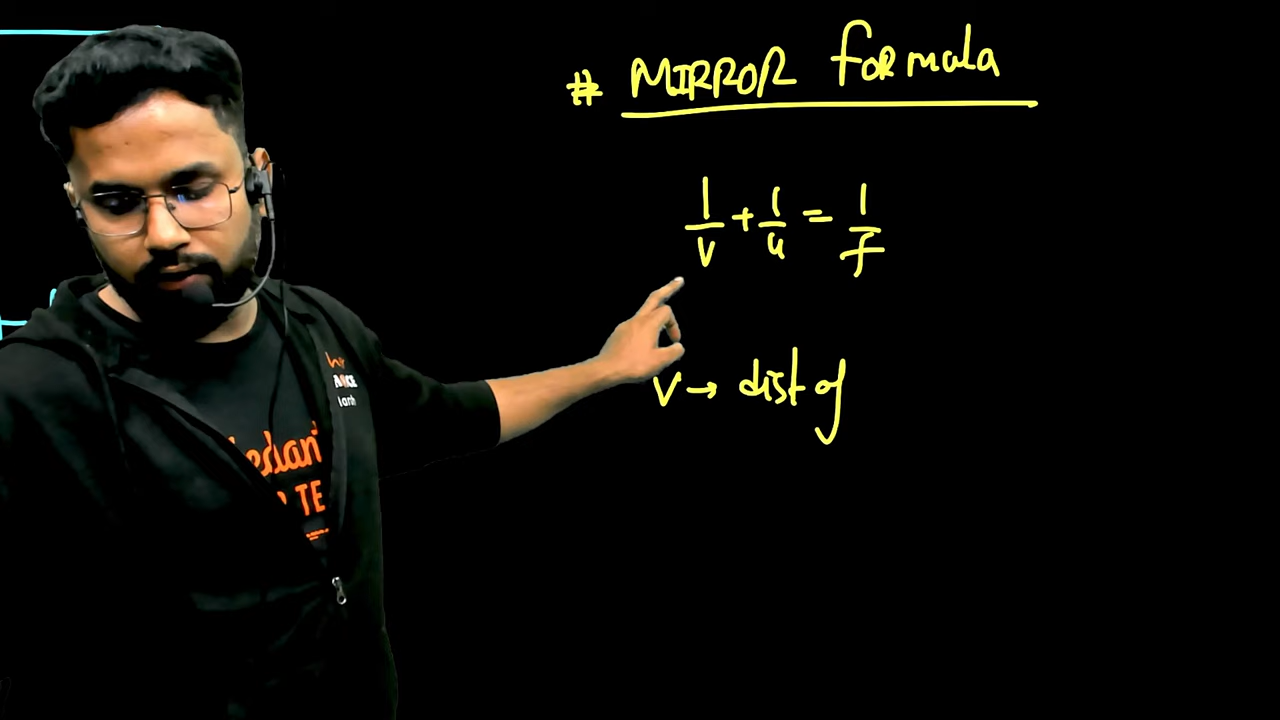 # MIRROR formula
1/v + 1/u = 1/f
v → dist of